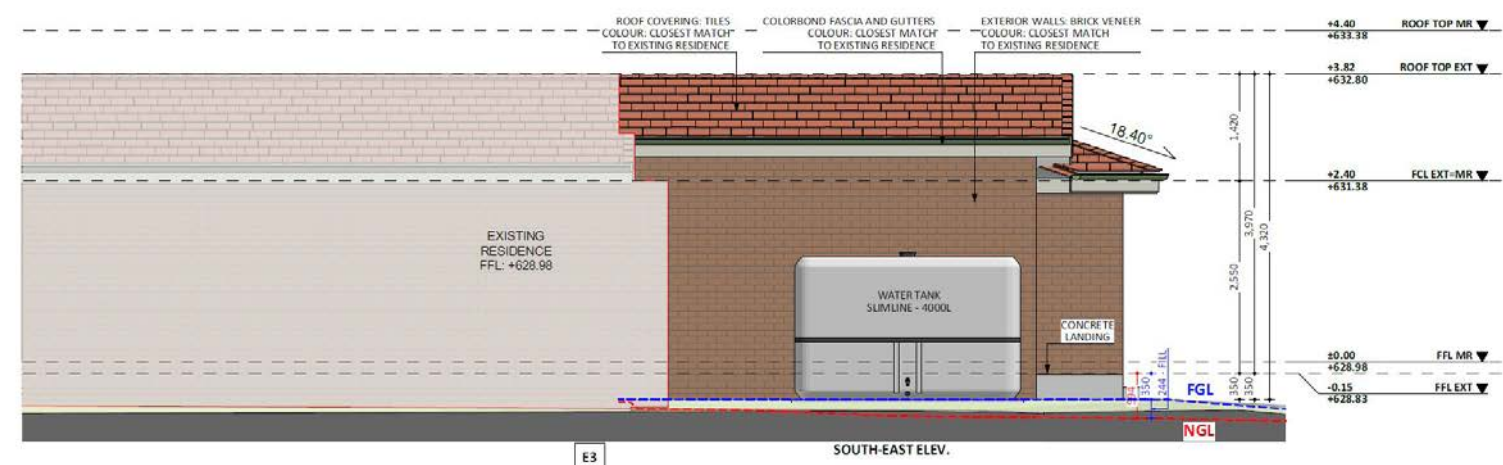 ROOF COVERING: TILES
COLOUR: CLOSEST MATCH
TO EXISTING RESIDENCE
COLORBOND FASCIA AND GUTTERS
COLOUR: CLOSEST MATCH
TO EXISTING RESIDENCE
EXTERIOR WALLS: BRICK VENEER
COLOUR: CLOSEST MATCH
TO EXISTING RESIDENCE
+4.40 ROOF TOP MR
+633.38
+3.82 ROOF TOP EXT
+632.80
18.40°
1,420
+2.40 FCL EXT=MR
+631.38
3,970
4,320
2,550
EXISTING
RESIDENCE
FFL: +628.98
WATER TANK
SLIMLINE - 4000L
CONCRETE
LANDING
±0.00 FFL MR
+628.98
-0.15 FFL EXT
+628.83
594
350
244 - FILL
FGL
350
350
NGL
SOUTH-EAST ELEV.
E3